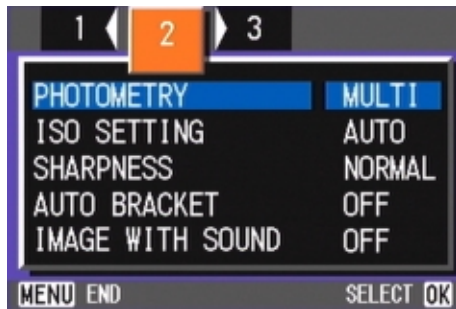 1 2 3
PHOTOMETRY MULTI
ISO SETTING AUTO
SHARPNESS NORMAL
AUTO BRACKET OFF
IMAGE WITH SOUND OFF
MENU END SELECT OK